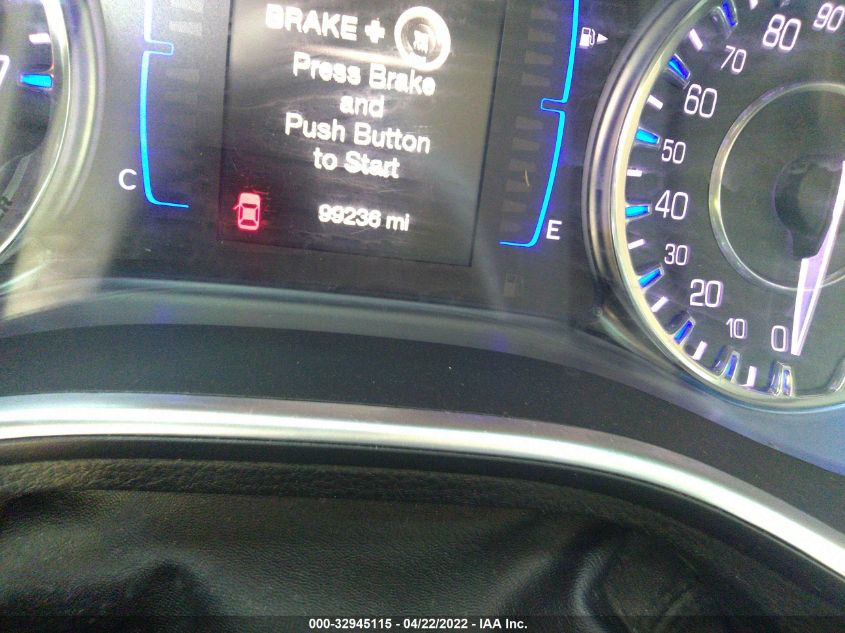 BRAKE +
Press Brake
and
Push Button
to Start
99236 mi
C
E
90
80
70
60
50
40
30
20
10
0
000-32945115 - 04/22/2022 - IAA Inc.